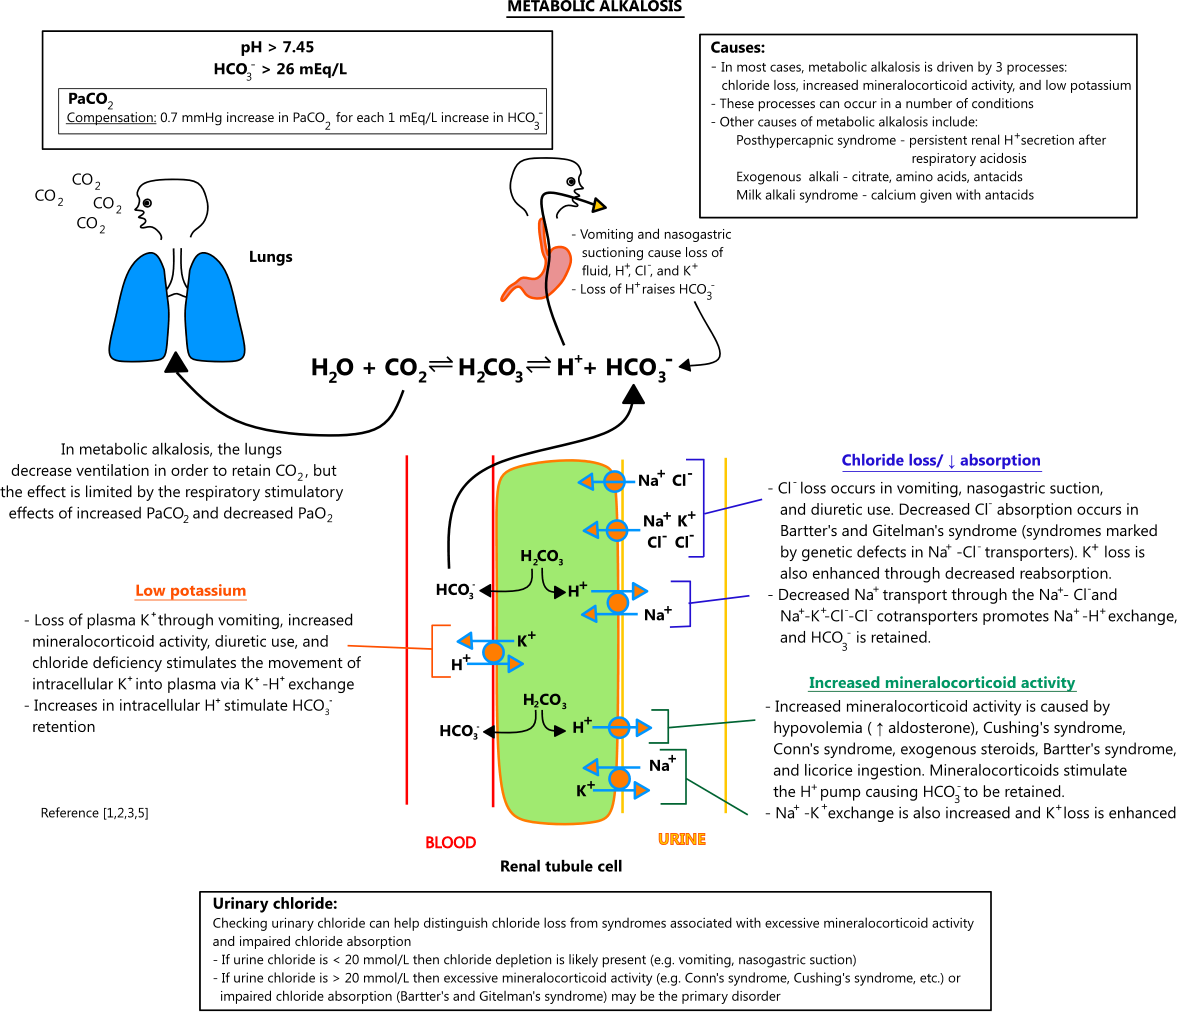 METABOLIC ALKALOSIS
pH > 7.45
HCO3⁻ > 26 mEq/L
PaCO2
Compensation: 0.7 mmHg increase in PaCO2 for each 1 mEq/L increase in HCO3⁻
Causes:
- In most cases, metabolic alkalosis is driven by 3 processes:
chloride loss, increased mineralocorticoid activity, and low potassium
- These processes can occur in a number of conditions
- Other causes of metabolic alkalosis include:
Posthypercapnic syndrome - persistent renal H⁺ secretion after
respiratory acidosis
Exogenous alkali - citrate, amino acids, antacids
Milk alkali syndrome - calcium given with antacids
CO2
CO2
CO2
CO2
Lungs
- Vomiting and nasogastric
suctioning cause loss of
fluid, H⁺, Cl⁻, and K⁺
- Loss of H⁺ raises HCO3⁻
H2O + CO2 ⇌ H2CO3 ⇌ H⁺ + HCO3⁻
In metabolic alkalosis, the lungs
decrease ventilation in order to retain CO2, but
the effect is limited by the respiratory stimulatory
effects of increased PaCO2 and decreased PaO2
Low potassium
- Loss of plasma K⁺ through vomiting, increased
mineralocorticoid activity, diuretic use, and
chloride deficiency stimulates the movement of
intracellular K⁺ into plasma via K⁺ -H⁺ exchange
- Increases in intracellular H⁺ stimulate HCO3⁻
retention
Reference [1,2,3,5]
Na⁺ Cl⁻
Na⁺ K⁺
Cl⁻ Cl⁻
H2CO3
HCO3⁻
H⁺
Na⁺
K⁺
H⁺
H2CO3
HCO3⁻
H⁺
Na⁺
K⁺
BLOOD
URINE
Renal tubule cell
Chloride loss/ ↓ absorption
- Cl⁻ loss occurs in vomiting, nasogastric suction,
and diuretic use. Decreased Cl⁻ absorption occurs in
Bartter's and Gitelman's syndrome (syndromes marked
by genetic defects in Na⁺ -Cl⁻ transporters). K⁺ loss is
also enhanced through decreased reabsorption.
- Decreased Na⁺ transport through the Na⁺- Cl⁻ and
Na⁺-K⁺-Cl⁻-Cl⁻ cotransporters promotes Na⁺ -H⁺ exchange,
and HCO3⁻ is retained.
Increased mineralocorticoid activity
- Increased mineralocorticoid activity is caused by
hypovolemia ( ↑ aldosterone), Cushing's syndrome,
Conn's syndrome, exogenous steroids, Bartter's syndrome,
and licorice ingestion. Mineralocorticoids stimulate
the H⁺ pump causing HCO3⁻ to be retained.
- Na⁺ -K⁺ exchange is also increased and K⁺ loss is enhanced
Urinary chloride:
Checking urinary chloride can help distinguish chloride loss from syndromes associated with excessive mineralocorticoid activity
and impaired chloride absorption
- If urine chloride is < 20 mmol/L then chloride depletion is likely present (e.g. vomiting, nasogastric suction)
- If urine chloride is > 20 mmol/L then excessive mineralocorticoid activity (e.g. Conn's syndrome, Cushing's syndrome, etc.) or
impaired chloride absorption (Bartter's and Gitelman's syndrome) may be the primary disorder